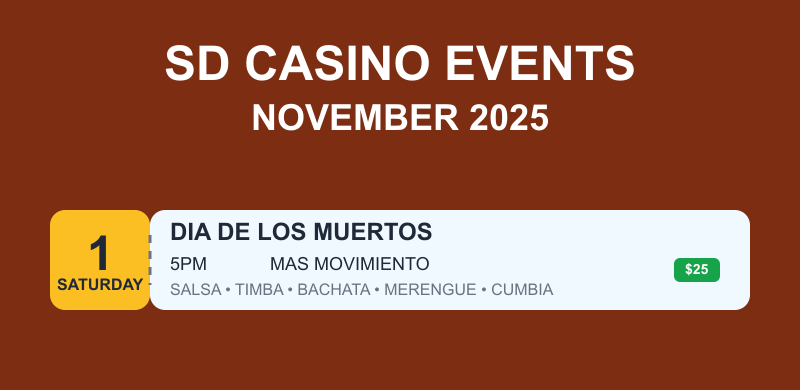 SD CASINO EVENTS
NOVEMBER 2025
1
SATURDAY
DIA DE LOS MUERTOS
5PM MAS MOVIMIENTO
SALSA • TIMBA • BACHATA • MERENGUE • CUMBIA
$25